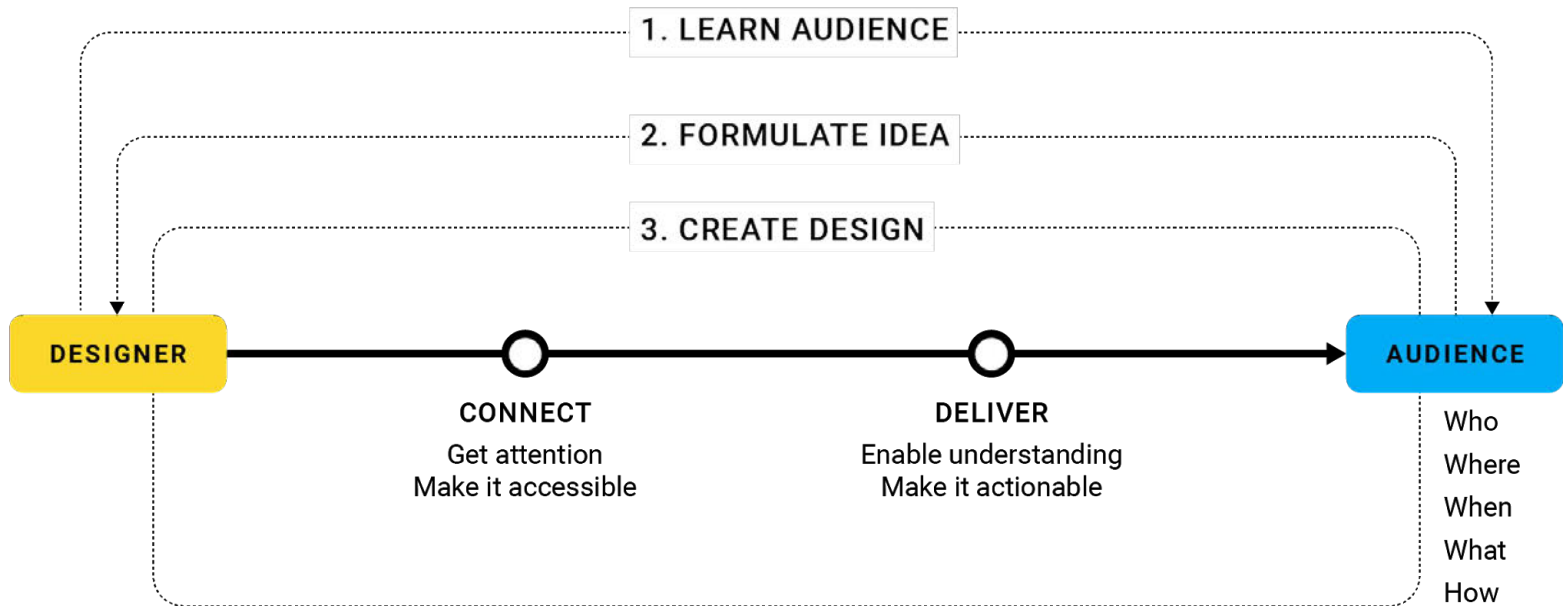 1. LEARN AUDIENCE
2. FORMULATE IDEA
3. CREATE DESIGN
DESIGNER
AUDIENCE
CONNECT
Get attention
Make it accessible
DELIVER
Enable understanding
Make it actionable
Who
Where
When
What
How